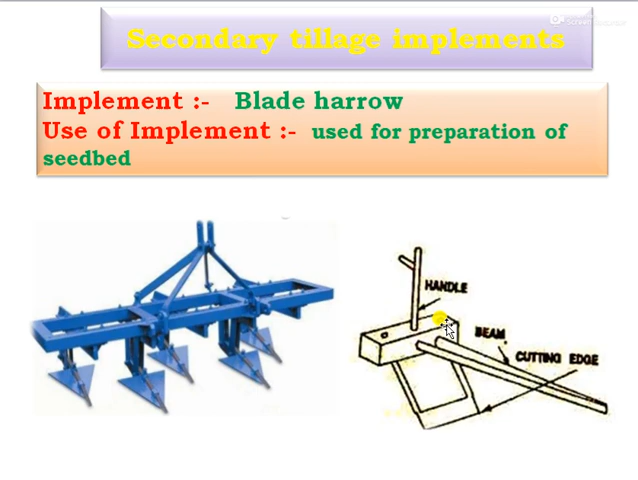 Secondary tillage implements
Implement :- Blade harrow
Use of Implement :- used for preparation of
seedbed
HANDLE
BEAM
CUTTING EDGE